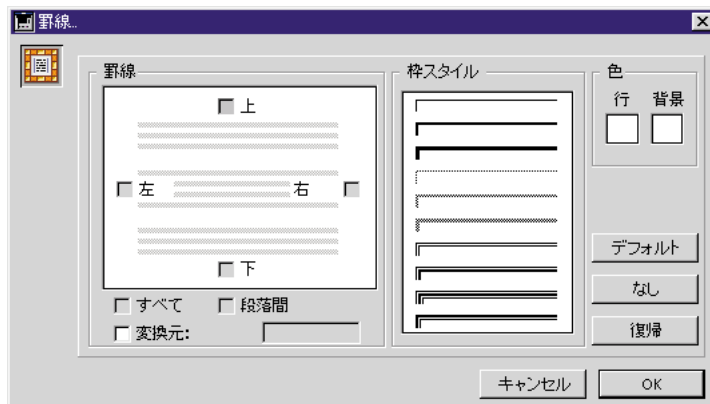 罫線...
罫線
上
左
右
下
すべて
段落間
変換元:
枠スタイル
色
行 背景
デフォルト
なし
復帰
キャンセル
OK